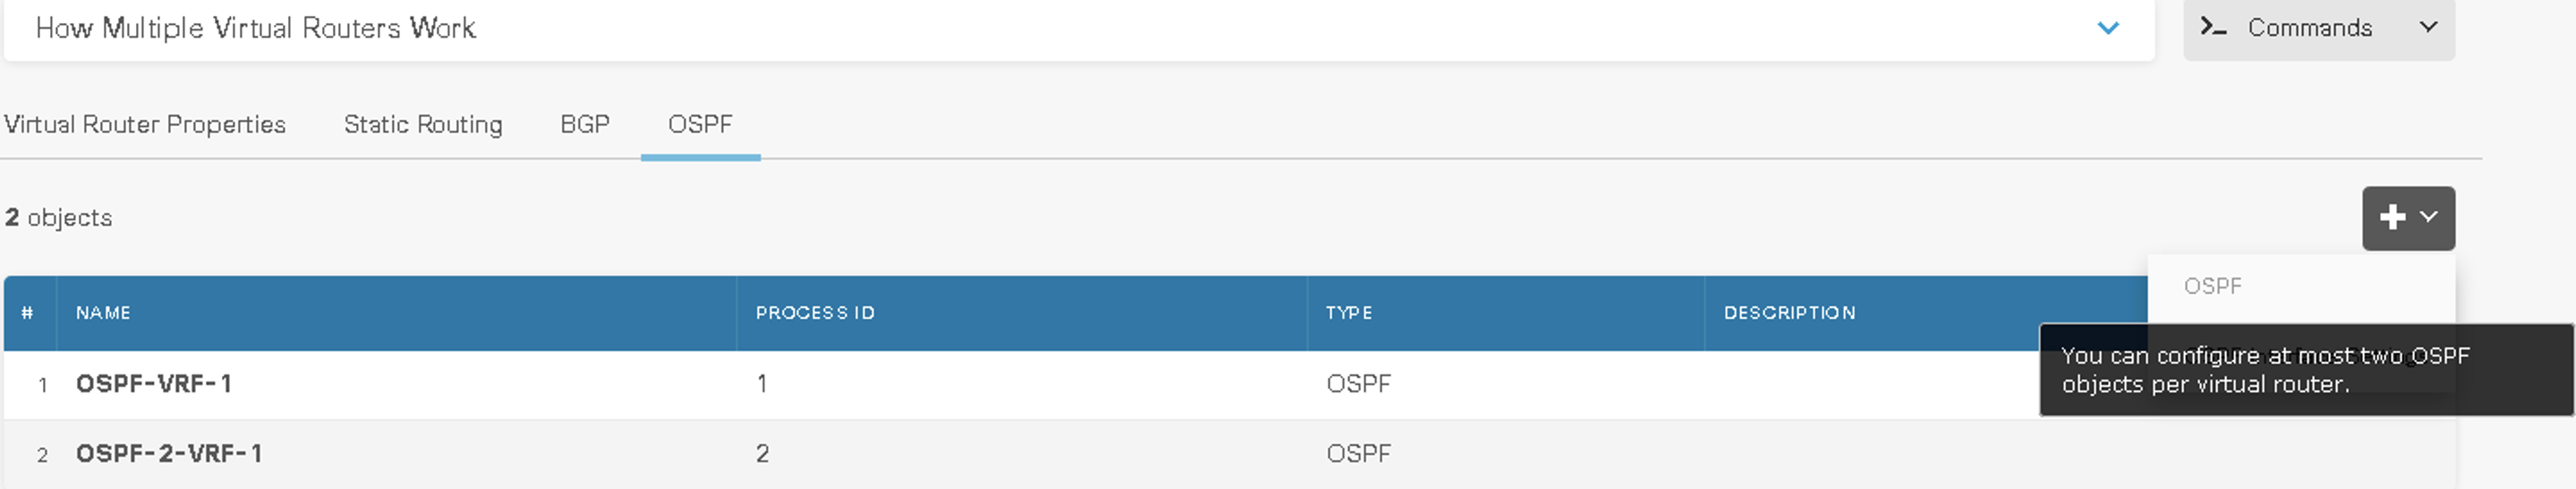 How Multiple Virtual Routers Work
Commands
Virtual Router Properties Static Routing BGP OSPF
2 objects
OSPF
# NAME PROCESS ID TYPE DESCRIPTION
You can configure at most two OSPF
objects per virtual router.
1 OSPF-VRF-1 1 OSPF
2 OSPF-2-VRF-1 2 OSPF